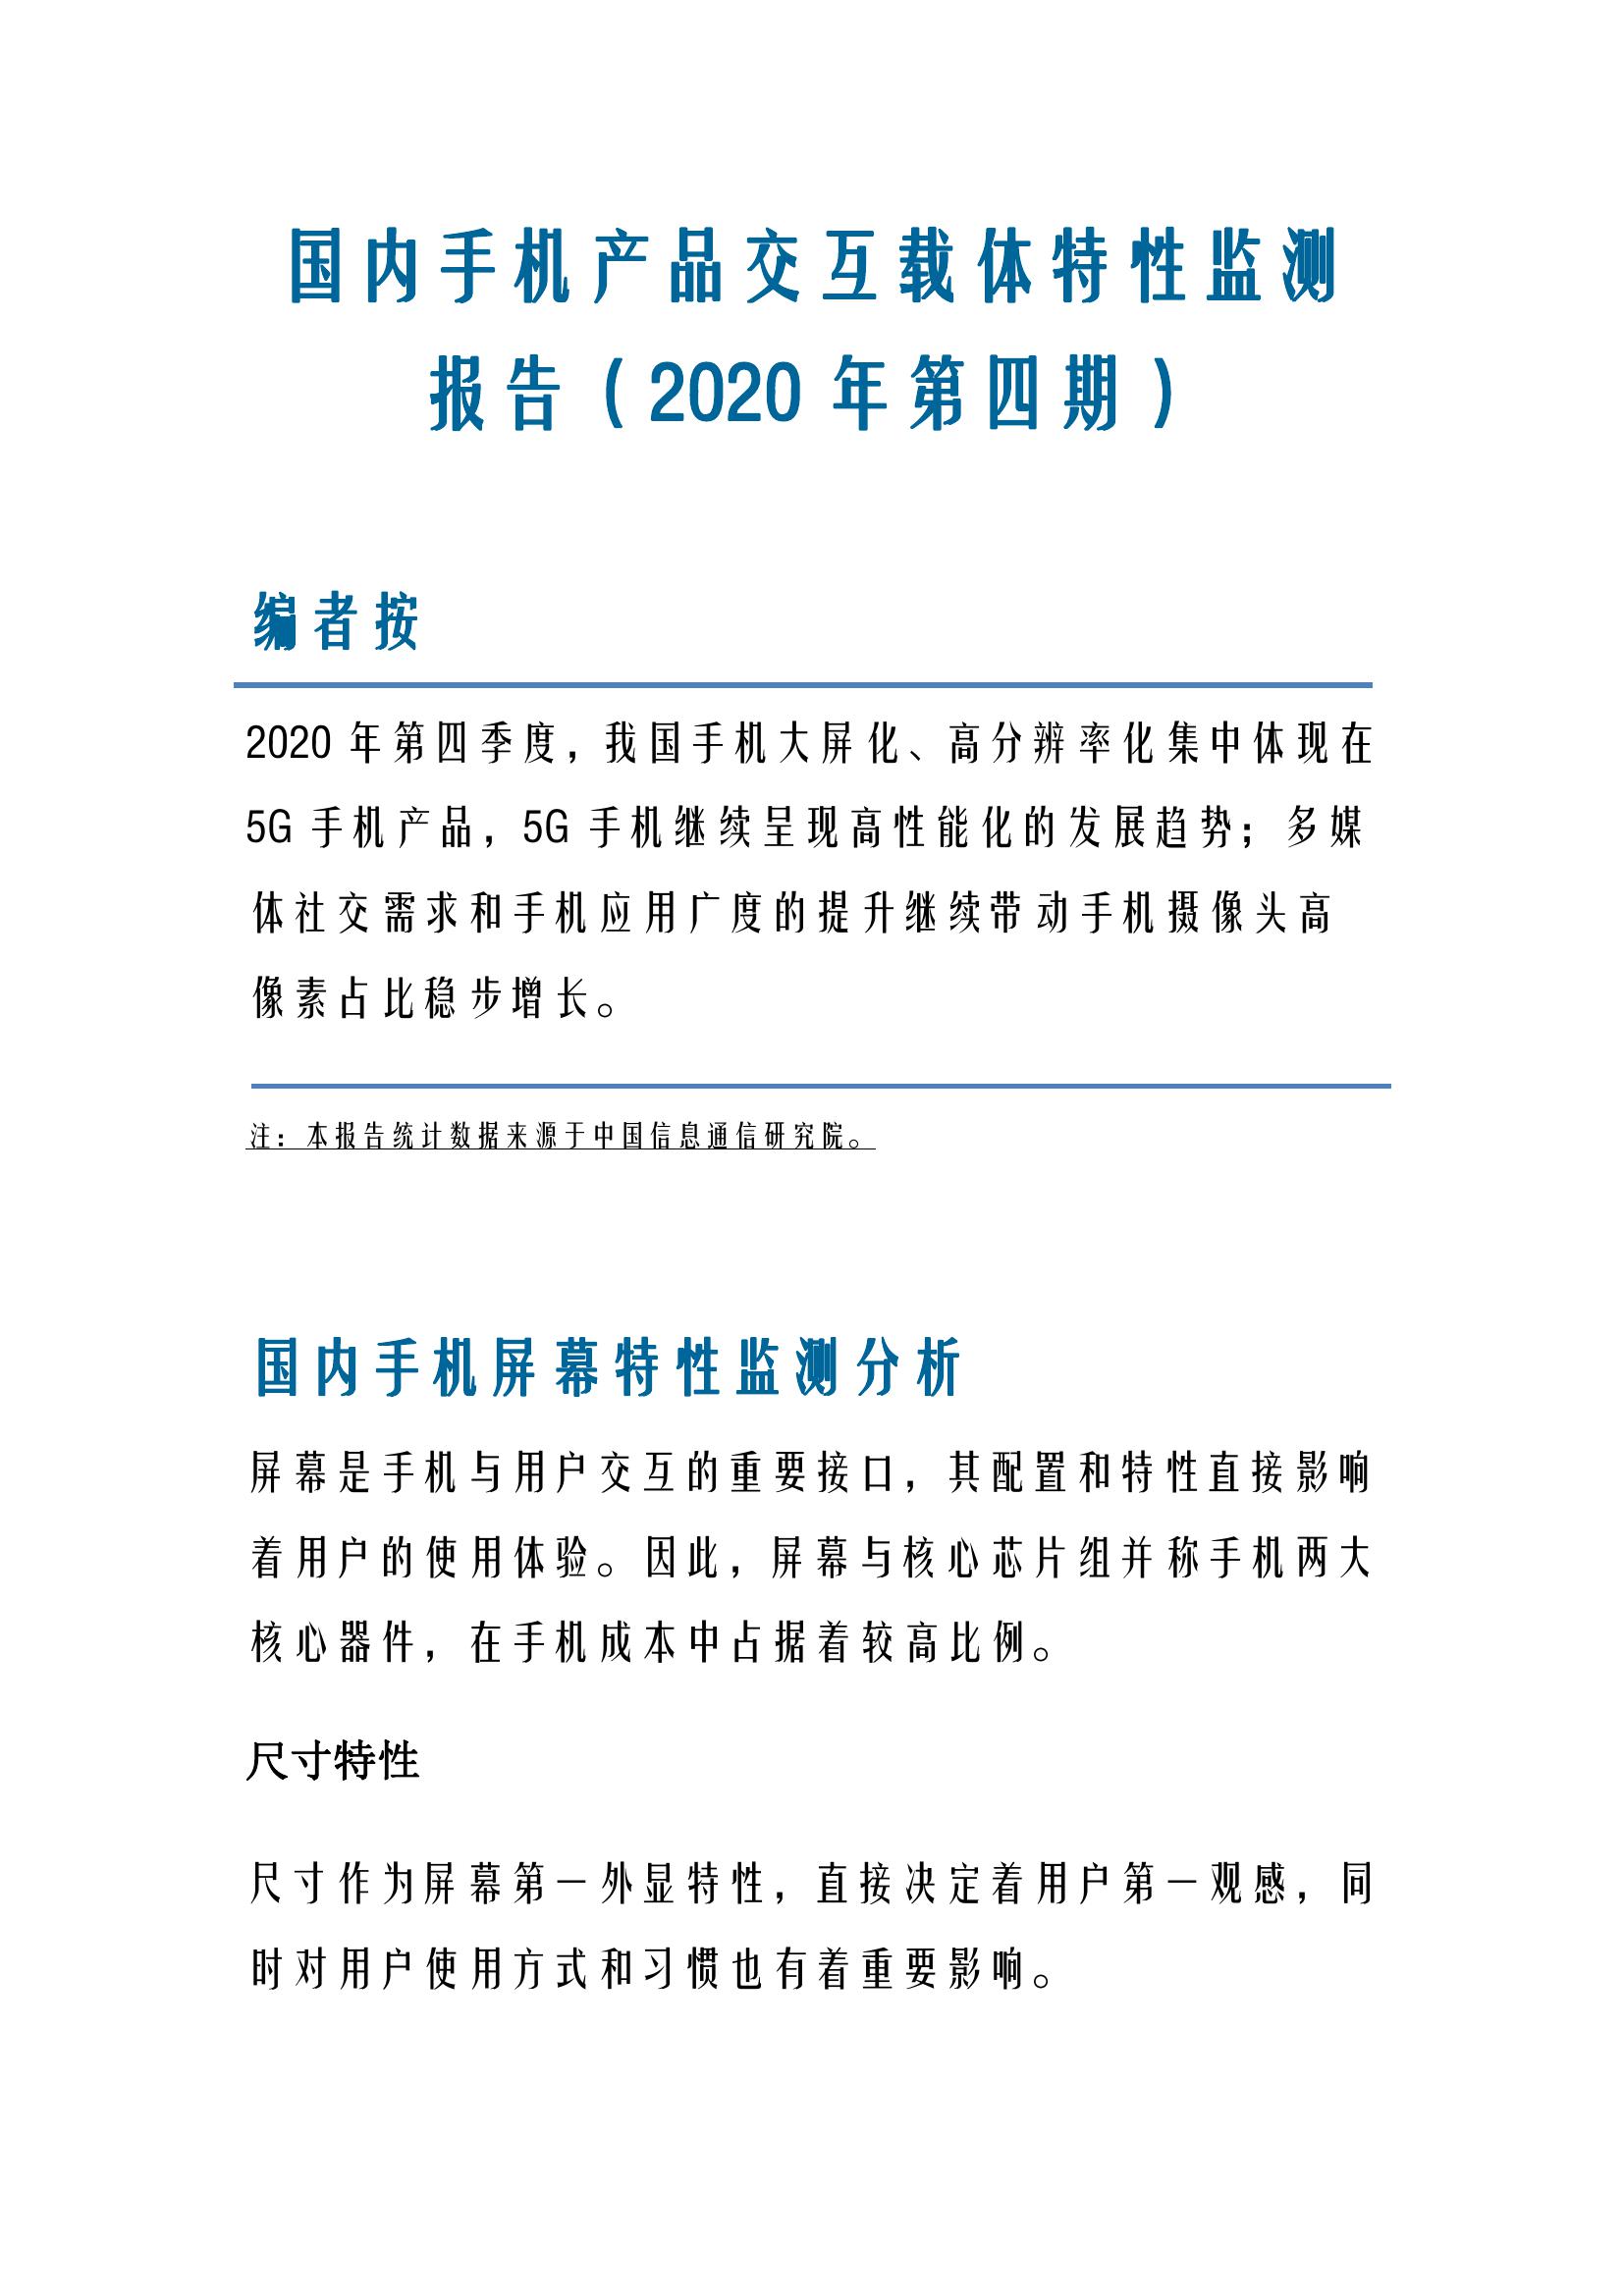 国内手机产品交互载体特性监测
报告（2020 年第四期）
编者按
2020 年第四季度，我国手机大屏化、高分辨率化集中体现在
5G 手机产品，5G 手机继续呈现高性能化的发展趋势；多媒
体社交需求和手机应用广度的提升继续带动手机摄像头高
像素占比稳步增长。
注：本报告统计数据来源于中国信息通信研究院。
国内手机屏幕特性监测分析
屏幕是手机与用户交互的重要接口，其配置和特性直接影响
着用户的使用体验。因此，屏幕与核心芯片组并称手机两大
核心器件，在手机成本中占据着较高比例。
尺寸特性
尺寸作为屏幕第一外显特性，直接决定着用户第一观感，同
时对用户使用方式和习惯也有着重要影响。